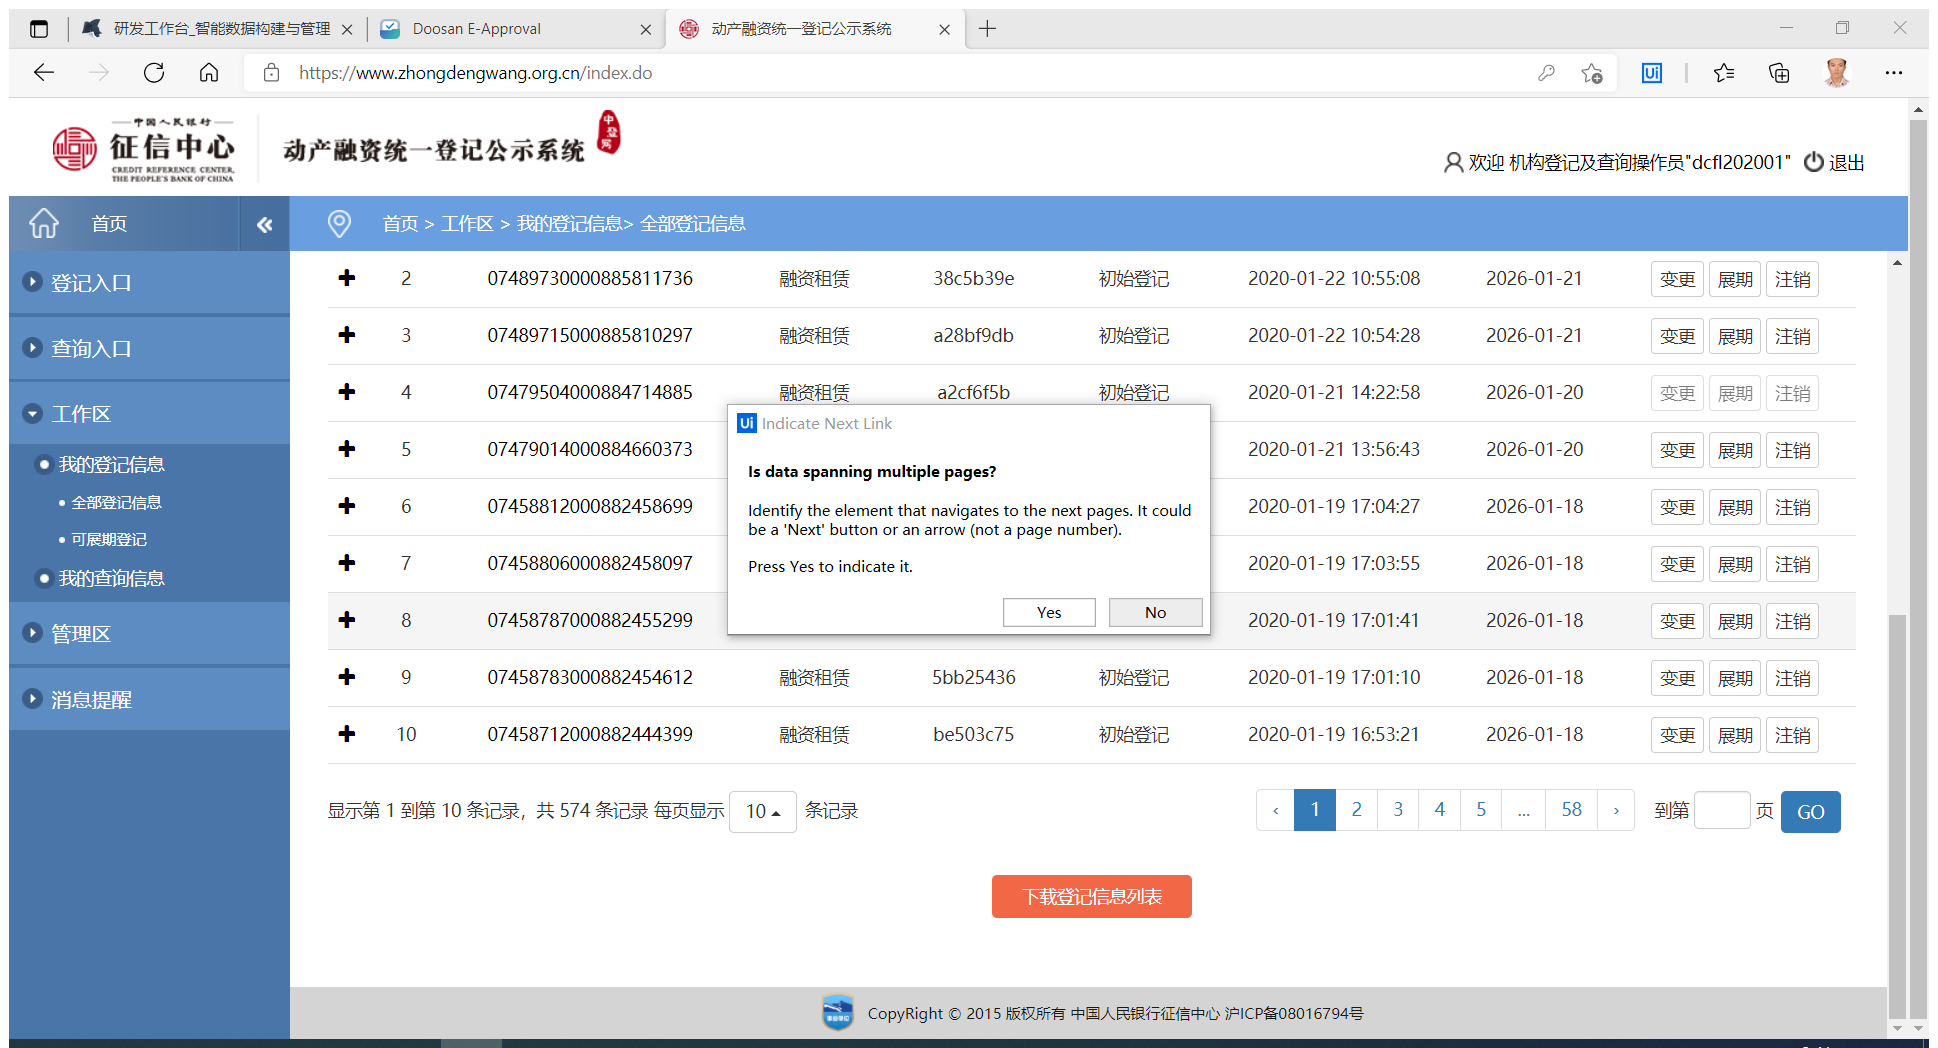 研发工作台_智能数据构建与管理
Doosan E-Approval
动产融资统一登记公示系统
https://www.zhongdengwang.org.cn/index.do
中国人民银行
征信中心
CREDIT REFERENCE CENTER,
THE PEOPLE'S BANK OF CHINA
动产融资统一登记公示系统
中登网
欢迎 机构登记及查询操作员"dcfl202001" 退出
首页
首页 > 工作区 > 我的登记信息> 全部登记信息
登记入口
查询入口
工作区
我的登记信息
全部登记信息
可展期登记
我的查询信息
管理区
消息提醒
2 07489730000885811736 融资租赁 38c5b39e 初始登记 2020-01-22 10:55:08 2026-01-21 变更 展期 注销
3 07489715000885810297 融资租赁 a28bf9db 初始登记 2020-01-22 10:54:28 2026-01-21 变更 展期 注销
4 07479504000884714885 融资租赁 a2cf6f5b 初始登记 2020-01-21 14:22:58 2026-01-20 变更 展期 注销
5 07479014000884660373 2020-01-21 13:56:43 2026-01-20 变更 展期 注销
6 07458812000882458699 2020-01-19 17:04:27 2026-01-18 变更 展期 注销
7 07458806000882458097 2020-01-19 17:03:55 2026-01-18 变更 展期 注销
8 07458787000882455299 2020-01-19 17:01:41 2026-01-18 变更 展期 注销
9 07458783000882454612 融资租赁 5bb25436 初始登记 2020-01-19 17:01:10 2026-01-18 变更 展期 注销
10 07458712000882444399 融资租赁 be503c75 初始登记 2020-01-19 16:53:21 2026-01-18 变更 展期 注销
Ui Indicate Next Link
Is data spanning multiple pages?
Identify the element that navigates to the next pages. It could
be a 'Next' button or an arrow (not a page number).
Press Yes to indicate it.
Yes No
显示第 1 到第 10 条记录，共 574 条记录 每页显示 10 条记录
‹ 1 2 3 4 5 ... 58 › 到第 页 GO
下载登记信息列表
CopyRight © 2015 版权所有 中国人民银行征信中心 沪ICP备08016794号